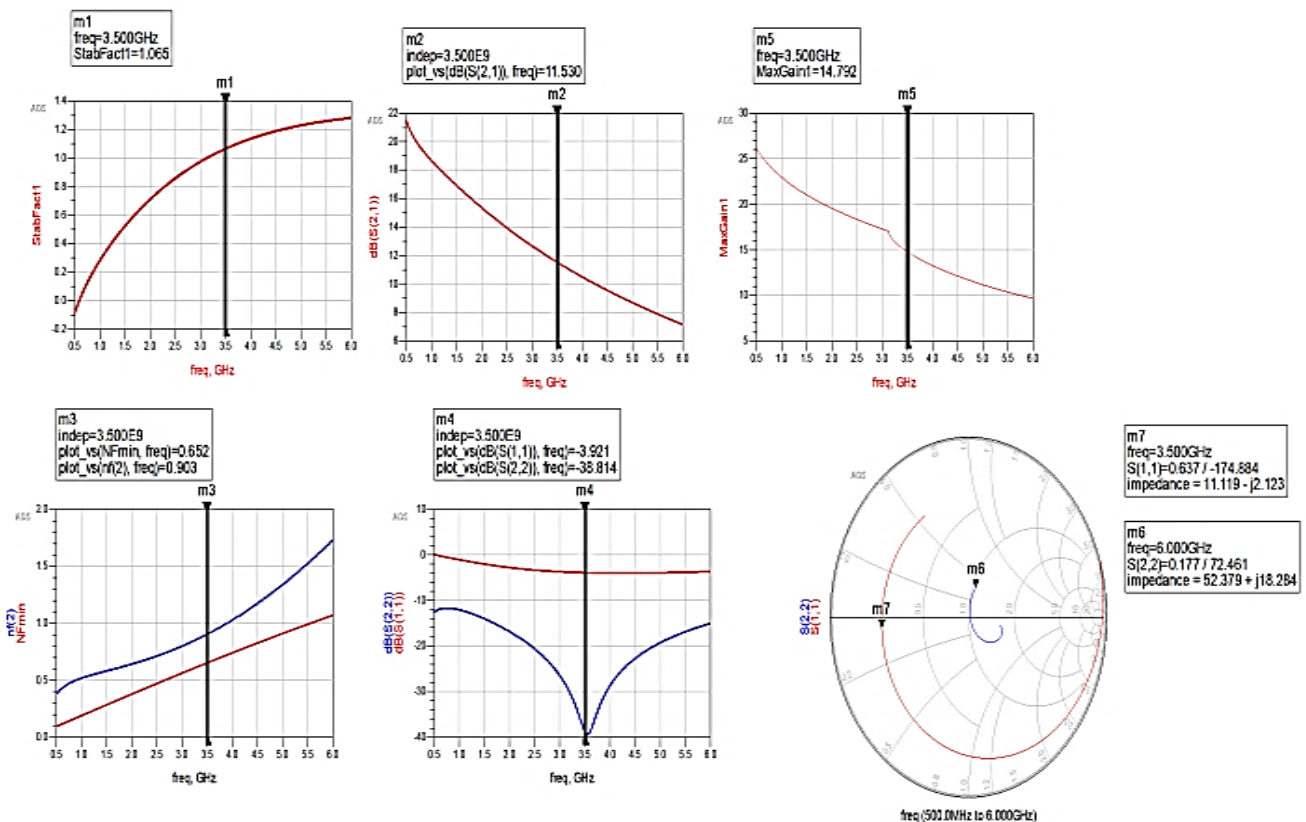 m1
freq=3.500GHz
StabFact1=1.065
m2
indep=3.500E9
plot_vs(dB(S(2,1)), freq)=11.530
m5
freq=3.500GHz
MaxGain1=14.792
m1
m2
m5
ADS
ADS
ADS
1.4
1.2
1.0
0.8
0.6
0.4
0.2
0.0
-0.2
StabFact1
0.5 1.0 1.5 2.0 2.5 3.0 3.5 4.0 4.5 5.0 5.5 6.0
freq, GHz
22
20
18
16
14
12
10
8
6
dB(S(2,1))
0.5 1.0 1.5 2.0 2.5 3.0 3.5 4.0 4.5 5.0 5.5 6.0
freq, GHz
30
25
20
15
10
5
MaxGain1
0.5 1.0 1.5 2.0 2.5 3.0 3.5 4.0 4.5 5.0 5.5 6.0
freq, GHz
m3
indep=3.500E9
plot_vs(NFmin, freq)=0.652
plot_vs(nf(2), freq)=0.903
m4
indep=3.500E9
plot_vs(dB(S(1,1)), freq)=-3.921
plot_vs(dB(S(2,2)), freq)=-38.814
m7
freq=3.500GHz
S(1,1)=0.637 / -174.884
impedance = 11.119 - j2.123
m6
freq=6.000GHz
S(2,2)=0.177 / 72.461
impedance = 52.379 + j18.284
m3
m4
ADS
ADS
ADS
2.0
1.5
1.0
0.5
0.0
nf(2)
NFmin
0.5 1.0 1.5 2.0 2.5 3.0 3.5 4.0 4.5 5.0 5.5 6.0
freq, GHz
10
0
-10
-20
-30
-40
dB(S(2,2))
dB(S(1,1))
0.5 1.0 1.5 2.0 2.5 3.0 3.5 4.0 4.5 5.0 5.5 6.0
freq, GHz
m6
m7
S(2,2)
S(1,1)
1.0
2.0
freq (500.0MHz to 6.000GHz)